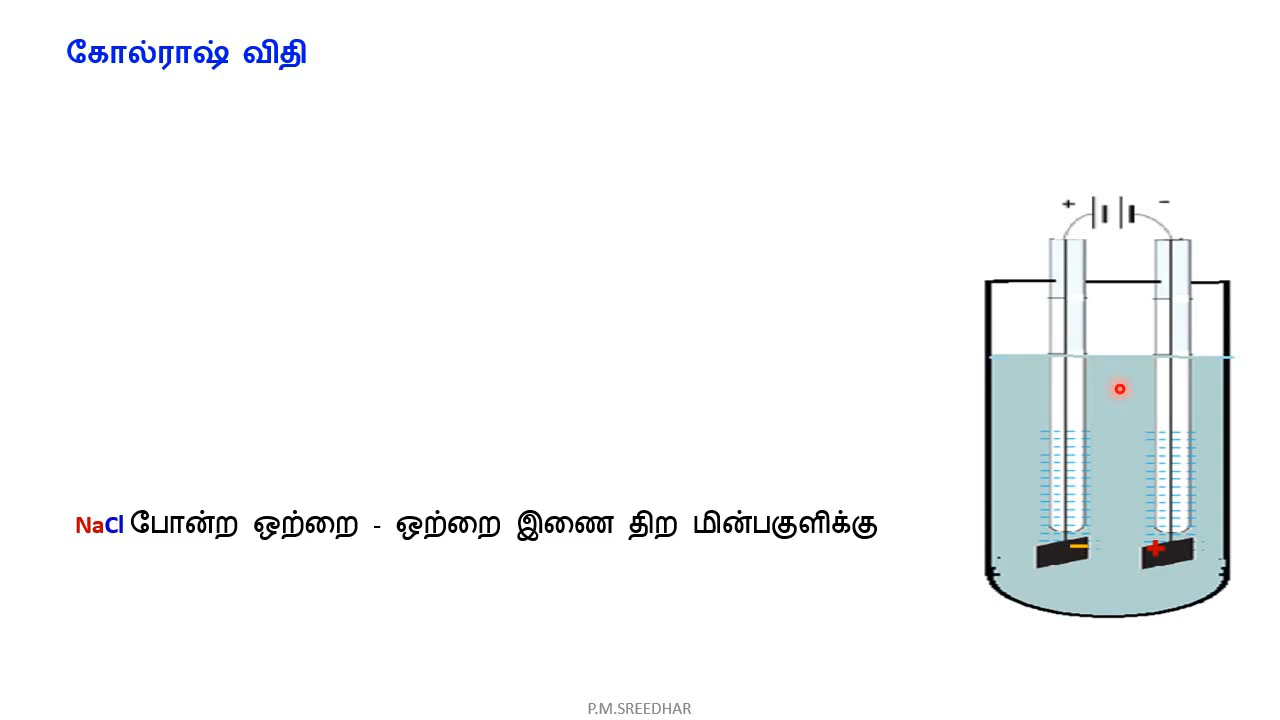 கோல்ராஷ் விதி
+ −
NaCl போன்ற ஒற்றை - ஒற்றை இணை திற மின்பகுளிக்கு
− +
P.M.SREEDHAR